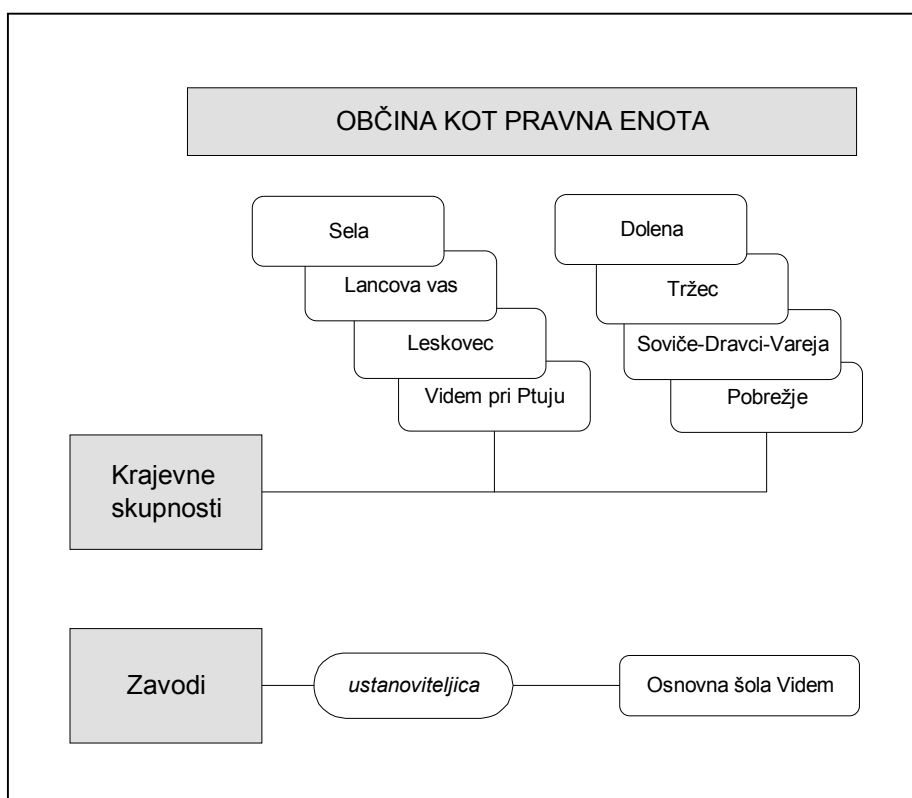 OBČINA KOT PRAVNA ENOTA
Sela
Lancova vas
Leskovec
Videm pri Ptuju
Dolena
Tržec
Soviče-Dravci-Vareja
Pobrežje
Krajevne
skupnosti
Zavodi
ustanoviteljica
Osnovna šola Videm